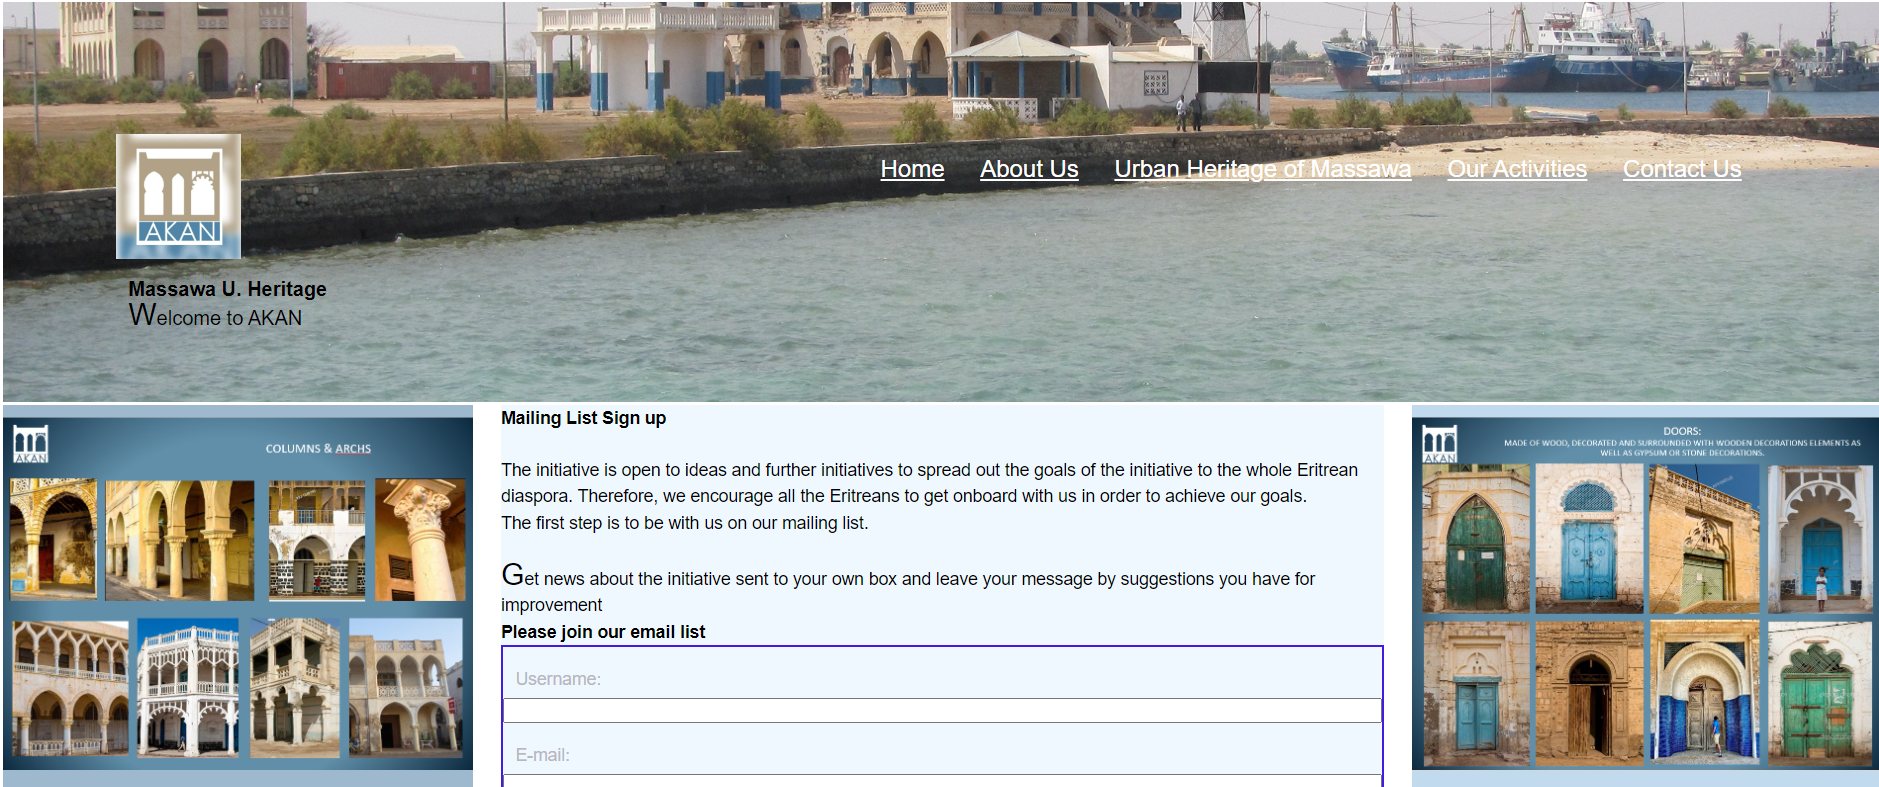 Home About Us Urban Heritage of Massawa Our Activities Contact Us
AKAN
Massawa U. Heritage
Welcome to AKAN
AKAN
COLUMNS & ARCHS
Mailing List Sign up
The initiative is open to ideas and further initiatives to spread out the goals of the initiative to the whole Eritrean
diaspora. Therefore, we encourage all the Eritreans to get onboard with us in order to achieve our goals.
The first step is to be with us on our mailing list.
Get news about the initiative sent to your own box and leave your message by suggestions you have for
improvement
Please join our email list
Username:
E-mail:
AKAN
DOORS:
MADE OF WOOD, DECORATED AND SURROUNDED WITH WOODEN DECORATIONS ELEMENTS AS
WELL AS GYPSUM OR STONE DECORATIONS.